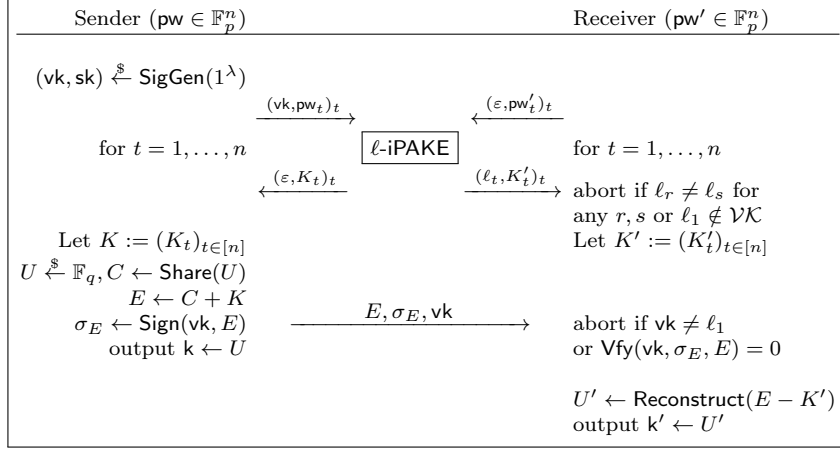 Sender (pw ∈ 𝔽ₚⁿ)    Receiver (pw′ ∈ 𝔽ₚⁿ)
(vk, sk) ←$ SigGen(1^λ)
(vk,pw_t)_t    (ε,pw′_t)_t
for t = 1, . . . , n    ℓ-iPAKE    for t = 1, . . . , n
(ε,K_t)_t    (ℓ_t,K′_t)_t    abort if ℓ_r ≠ ℓ_s for
any r, s or ℓ_1 ∉ 𝒱𝒦
Let K := (K_t)_{t∈[n]}    Let K′ := (K′_t)_{t∈[n]}
U ←$ 𝔽_q, C ← Share(U)
E ← C + K
σ_E ← Sign(vk, E)    E, σ_E, vk    abort if vk ≠ ℓ_1
output k ← U    or Vfy(vk, σ_E, E) = 0
U′ ← Reconstruct(E − K′)
output k′ ← U′